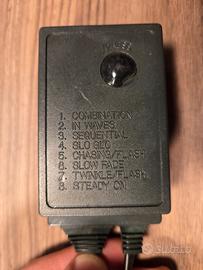 1. COMBINATION
2. IN WAVES
3. SEQUENTIAL
4. SLO GLO
5. CHASING/FLASH
6. SLOW FADE
7. TWINKLE/FLASH
8. STEADY ON
Subito